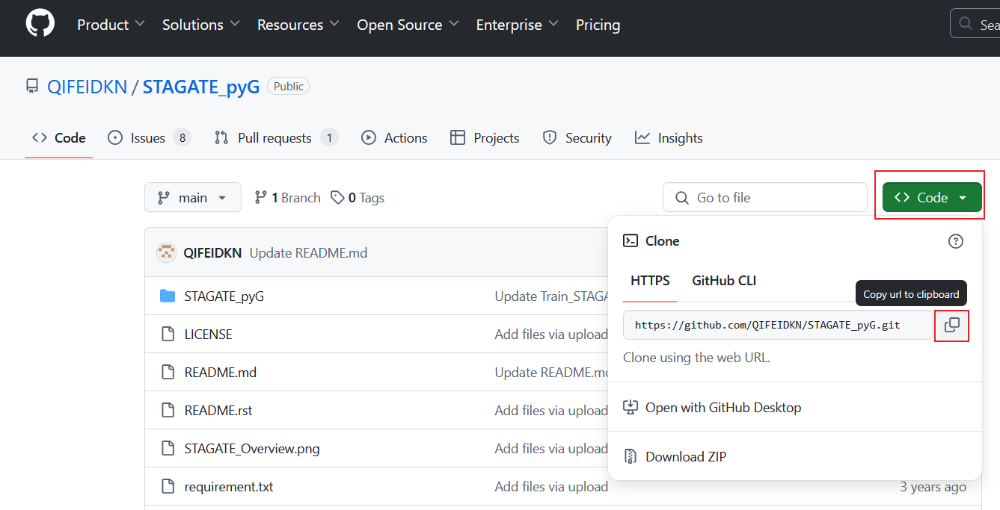 Product Solutions Resources Open Source Enterprise Pricing
QIFEIDKN / STAGATE_pyG Public
Code Issues 8 Pull requests 1 Actions Projects Security Insights
main 1 Branch 0 Tags Go to file Code
QIFEIDKN Update README.md
Clone
HTTPS GitHub CLI
Copy url to clipboard
https://github.com/QIFEIDKN/STAGATE_pyG.git
Clone using the web URL.
Open with GitHub Desktop
Download ZIP
STAGATE_pyG Update Train_STAGA
LICENSE Add files via upload
README.md Update README.m
README.rst Add files via upload
STAGATE_Overview.png Add files via upload
requirement.txt Add files via upload 3 years ago